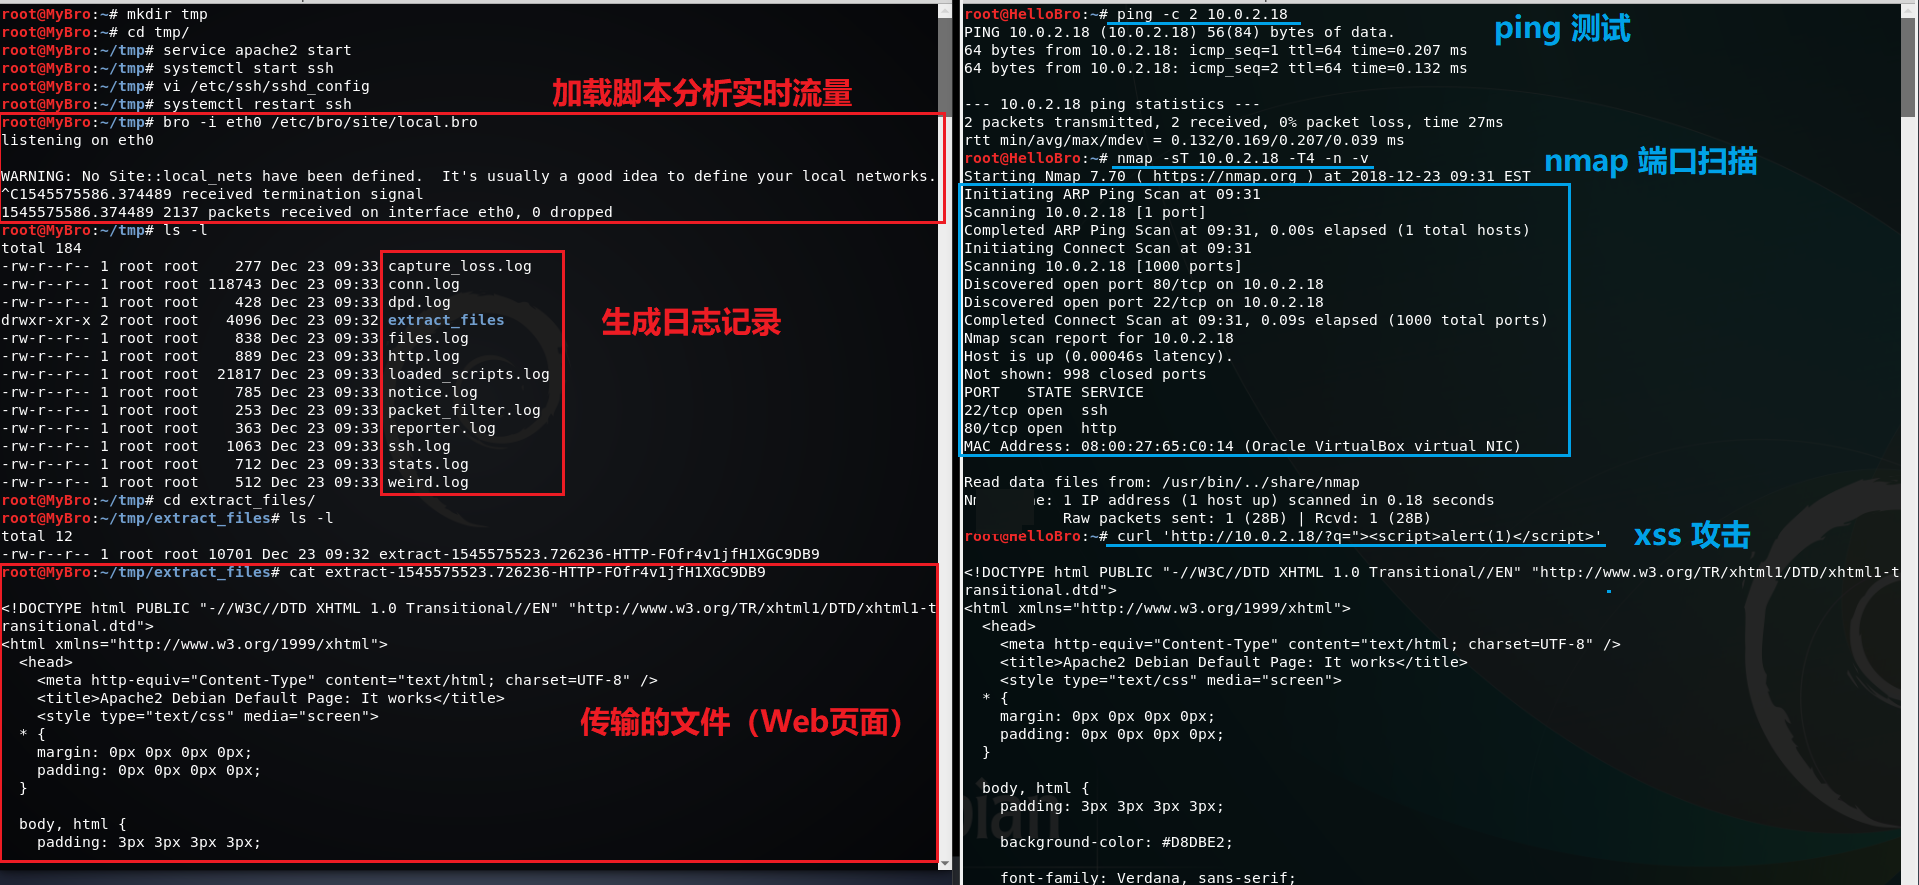 root@MyBro:~# mkdir tmp
root@MyBro:~# cd tmp/
root@MyBro:~/tmp# service apache2 start
root@MyBro:~/tmp# systemctl start ssh
root@MyBro:~/tmp# vi /etc/ssh/sshd_config
root@MyBro:~/tmp# systemctl restart ssh
加载脚本分析实时流量
root@MyBro:~/tmp# bro -i eth0 /etc/bro/site/local.bro
listening on eth0
WARNING: No Site::local_nets have been defined.  It's usually a good idea to define your local networks.
^C1545575586.374489 received termination signal
1545575586.374489 2137 packets received on interface eth0, 0 dropped
root@MyBro:~/tmp# ls -l
total 184
-rw-r--r-- 1 root root    277 Dec 23 09:33 capture_loss.log
-rw-r--r-- 1 root root 118743 Dec 23 09:33 conn.log
-rw-r--r-- 1 root root    428 Dec 23 09:33 dpd.log
drwxr-xr-x 2 root root   4096 Dec 23 09:32 extract_files
-rw-r--r-- 1 root root    838 Dec 23 09:33 files.log
-rw-r--r-- 1 root root    889 Dec 23 09:33 http.log
-rw-r--r-- 1 root root  21817 Dec 23 09:33 loaded_scripts.log
-rw-r--r-- 1 root root    785 Dec 23 09:33 notice.log
-rw-r--r-- 1 root root    253 Dec 23 09:33 packet_filter.log
-rw-r--r-- 1 root root    363 Dec 23 09:33 reporter.log
-rw-r--r-- 1 root root   1063 Dec 23 09:33 ssh.log
-rw-r--r-- 1 root root    712 Dec 23 09:33 stats.log
-rw-r--r-- 1 root root    512 Dec 23 09:33 weird.log
生成日志记录
root@MyBro:~/tmp# cd extract_files/
root@MyBro:~/tmp/extract_files# ls -l
total 12
-rw-r--r-- 1 root root 10701 Dec 23 09:32 extract-1545575523.726236-HTTP-FOfr4v1jfH1XGC9DB9
root@MyBro:~/tmp/extract_files# cat extract-1545575523.726236-HTTP-FOfr4v1jfH1XGC9DB9
<!DOCTYPE html PUBLIC "-//W3C//DTD XHTML 1.0 Transitional//EN" "http://www.w3.org/TR/xhtml1/DTD/xhtml1-t
ransitional.dtd">
<html xmlns="http://www.w3.org/1999/xhtml">
  <head>
    <meta http-equiv="Content-Type" content="text/html; charset=UTF-8" />
    <title>Apache2 Debian Default Page: It works</title>
    <style type="text/css" media="screen">
  * {
    margin: 0px 0px 0px 0px;
    padding: 0px 0px 0px 0px;
  }
传输的文件（Web页面）
  body, html {
    padding: 3px 3px 3px 3px;
root@HelloBro:~# ping -c 2 10.0.2.18
ping 测试
PING 10.0.2.18 (10.0.2.18) 56(84) bytes of data.
64 bytes from 10.0.2.18: icmp_seq=1 ttl=64 time=0.207 ms
64 bytes from 10.0.2.18: icmp_seq=2 ttl=64 time=0.132 ms
--- 10.0.2.18 ping statistics ---
2 packets transmitted, 2 received, 0% packet loss, time 27ms
rtt min/avg/max/mdev = 0.132/0.169/0.207/0.039 ms
root@HelloBro:~# nmap -sT 10.0.2.18 -T4 -n -v
nmap 端口扫描
Starting Nmap 7.70 ( https://nmap.org ) at 2018-12-23 09:31 EST
Initiating ARP Ping Scan at 09:31
Scanning 10.0.2.18 [1 port]
Completed ARP Ping Scan at 09:31, 0.00s elapsed (1 total hosts)
Initiating Connect Scan at 09:31
Scanning 10.0.2.18 [1000 ports]
Discovered open port 80/tcp on 10.0.2.18
Discovered open port 22/tcp on 10.0.2.18
Completed Connect Scan at 09:31, 0.09s elapsed (1000 total ports)
Nmap scan report for 10.0.2.18
Host is up (0.00046s latency).
Not shown: 998 closed ports
PORT   STATE SERVICE
22/tcp open  ssh
80/tcp open  http
MAC Address: 08:00:27:65:C0:14 (Oracle VirtualBox virtual NIC)
Read data files from: /usr/bin/../share/nmap
1 IP address (1 host up) scanned in 0.18 seconds
Raw packets sent: 1 (28B) | Rcvd: 1 (28B)
root@HelloBro:~# curl 'http://10.0.2.18/?q="><script>alert(1)</script>'
xss 攻击
<!DOCTYPE html PUBLIC "-//W3C//DTD XHTML 1.0 Transitional//EN" "http://www.w3.org/TR/xhtml1/DTD/xhtml1-t
ransitional.dtd">
<html xmlns="http://www.w3.org/1999/xhtml">
  <head>
    <meta http-equiv="Content-Type" content="text/html; charset=UTF-8" />
    <title>Apache2 Debian Default Page: It works</title>
    <style type="text/css" media="screen">
  * {
    margin: 0px 0px 0px 0px;
    padding: 0px 0px 0px 0px;
  }
  body, html {
    padding: 3px 3px 3px 3px;
    background-color: #D8DBE2;
    font-family: Verdana, sans-serif;